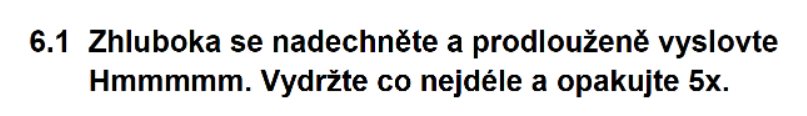 6.1 Zhluboka se nadechněte a prodlouženě vyslovte
Hmmmmm. Vydržte co nejdéle a opakujte 5x.